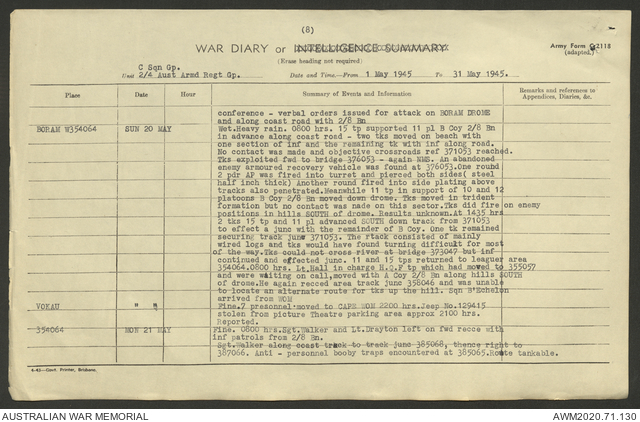 (8)
WAR DIARY or INTELLIGENCE SUMMARY
(Erase heading not required)
Army Form C2118
(adapted)
C Sqn Gp.
Unit 2/4 Aust Armd Regt Gp.
Date and Time.—From 1 May 1945 To 31 May 1945.
Place Date Hour Summary of Events and Information Remarks and references to Appendices, Diaries, &c.
conference - verbal orders issued for attack on BORAM DROME
and along coast road with 2/8 Bn
BORAM W354064 SUN 20 MAY Wet.Heavy rain. 0800 hrs. 15 tp supported 11 pl B Coy 2/8 Bn
in advance along coast road - two tks moved on beach with
one section of inf and the remaining tk with inf along road.
No contact was made and objective crossroads ref 371053 reached.
Tks exploited fwd to bridge 376053 - again NMS. An abandoned
enemy armoured recovery vehicle was found at 376053.One round
2 pdr AP was fired into turret and pierced both sides( steel
half inch thick) Another round fired into side plating above
tracks also penetrated.Meanwhile 11 tp in support of 10 and 12
platoons B Coy 2/8 Bn moved down drome. Tks moved in trident
formation but no contact was nade on this sector.Tks did fire on enemy
positions in hills SOUTH of drome. Results unknown.At 1435 hrs
2 tks 15 tp and 11 pl advanced SOUTH down track from 371053
to effect a junc with the remainder of B Coy. One tk remained
securing track junc 371053. The rtack consisted of mainly
wired logs and tks would have found turning difficult for most
of the way.Tks could not cross river at bridge 373047 but inf
continued and effected junc. 11 and 15 tps returned to leaguer area
354064.0800 hrs. Lt.Hall in charge H.Q.F tp which had moved to 355057
and were waiting on call,moved with A Coy 2/8 Bn along hills SOUTH
of drome.He again recced area track junc 358046 and was unable
to locate an alternate route for tks up the hill. Sqn B'Echelon
arrived from WOM
VOKAU " " Fine.7 presonnel moved to CAPE WOM 2200 hrs.Jeep No.129415
stolen from picture Theatre parking area approx 2100 hrs.
Reported.
354064 MON 21 MAY Fine. 0800 hrs.Sgt.Walker and Lt.Drayton left on fwd recce with
inf patrols from 2/8 Bn.
Sgt.Walker along coast track to track junc 385068, thence right to
387066. Anti - personnel booby traps encountered at 385065.Route tankable.
4-45—Govt. Printer, Brisbane.
AUSTRALIAN WAR MEMORIAL
AWM2020.71.130